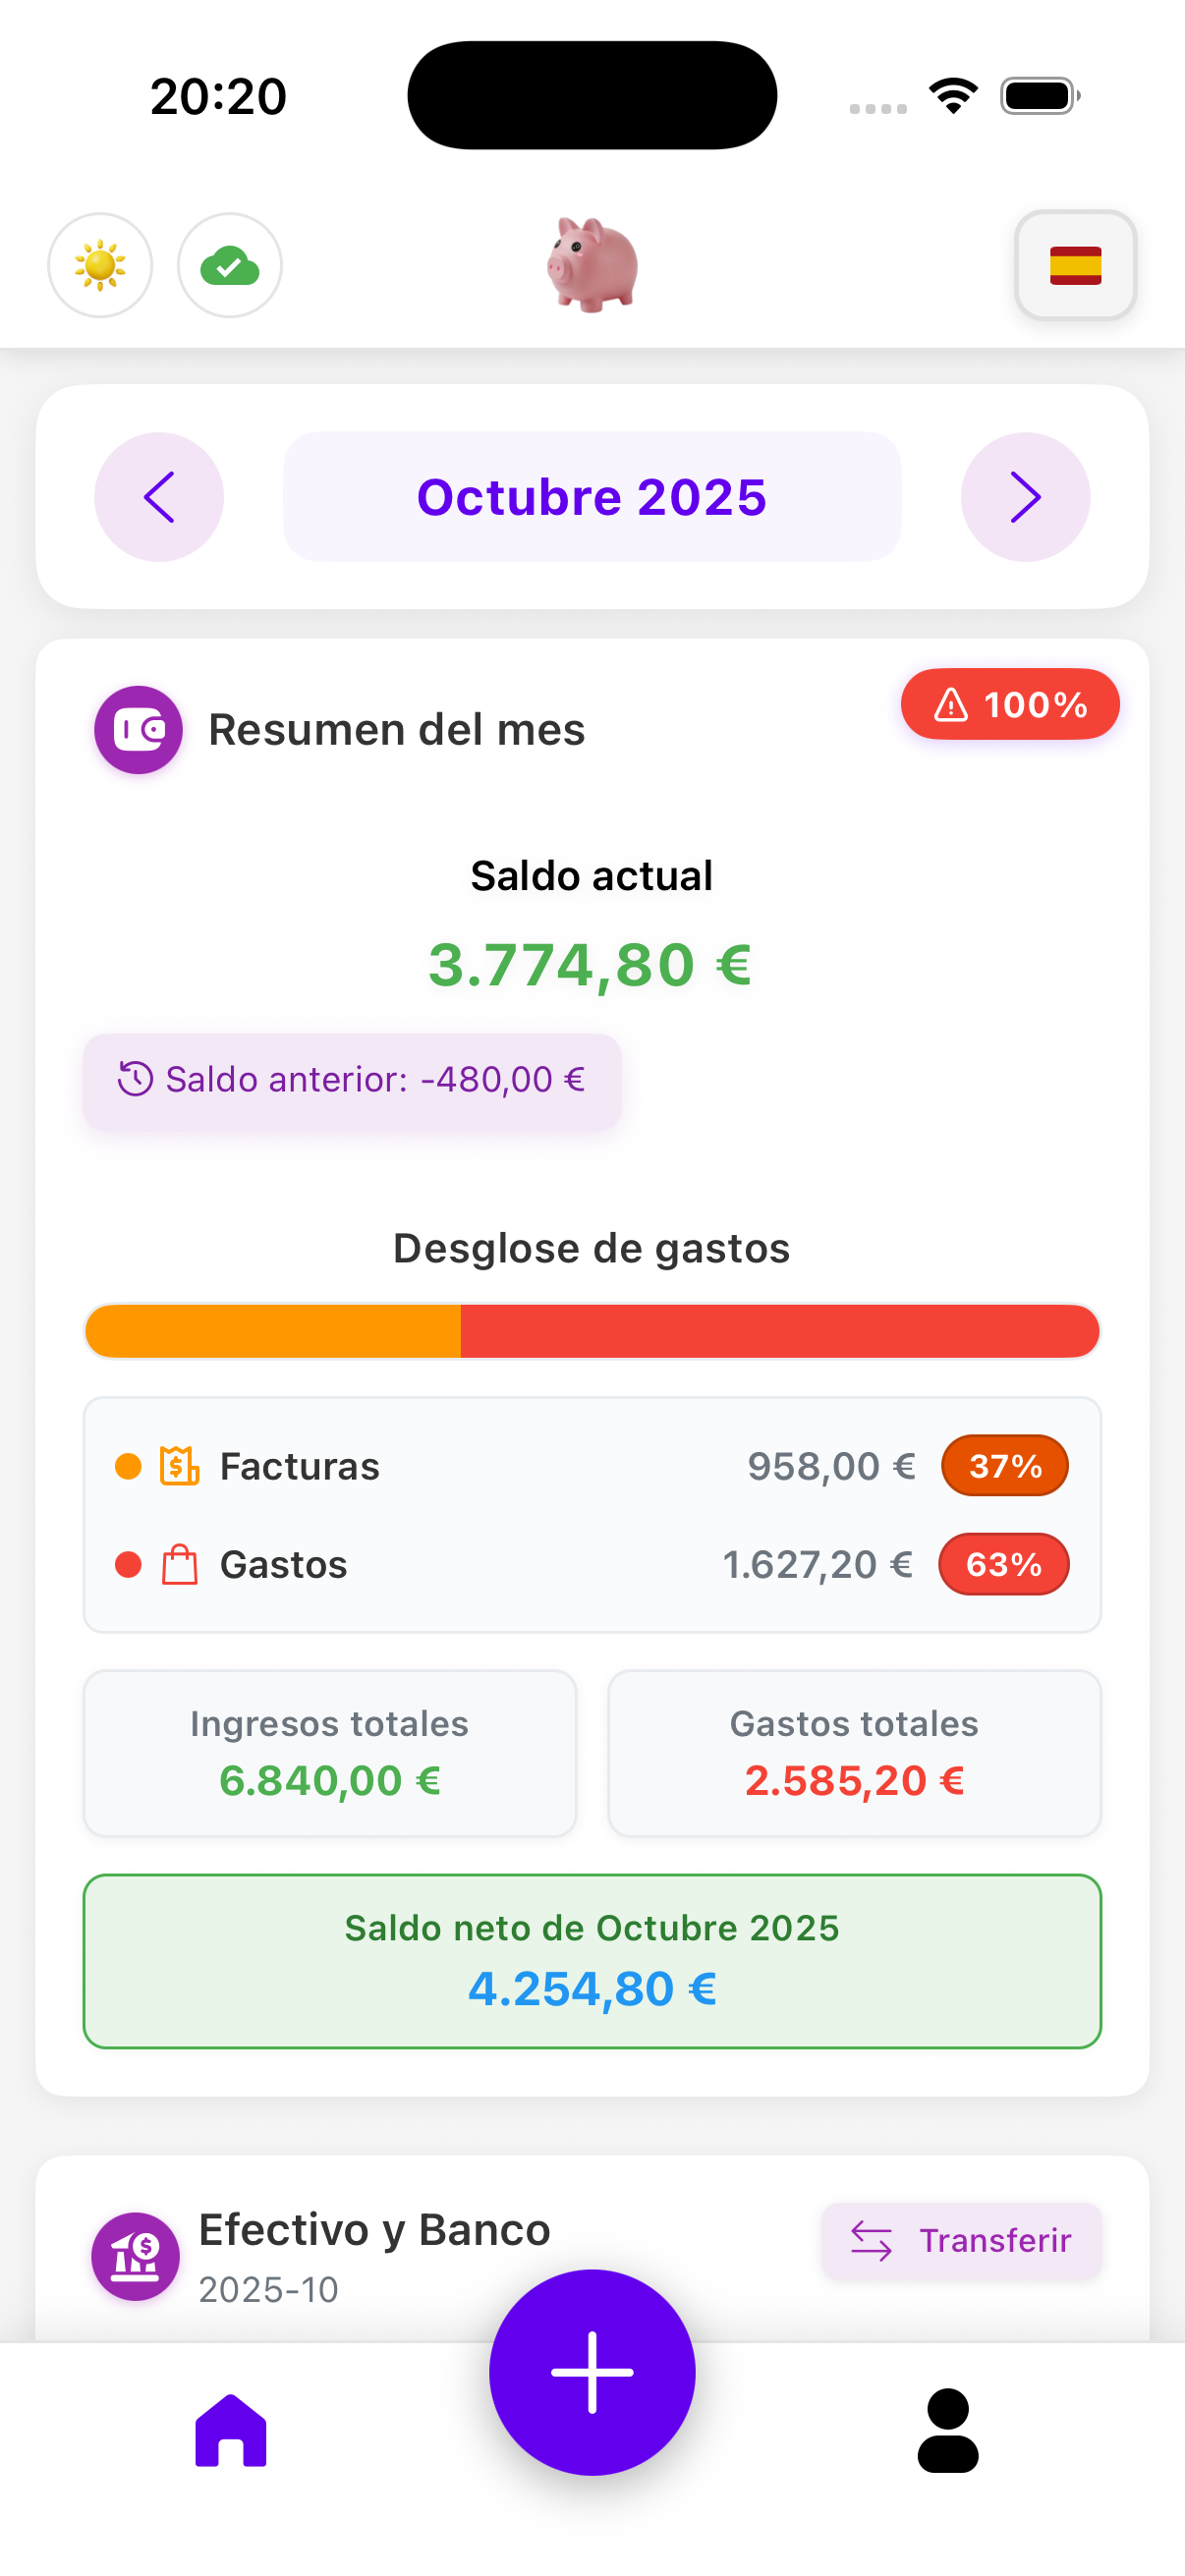 20:20
Octubre 2025
Resumen del mes
100%
Saldo actual
3.774,80 €
Saldo anterior: -480,00 €
Desglose de gastos
Facturas 958,00 € 37%
Gastos 1.627,20 € 63%
Ingresos totales
6.840,00 €
Gastos totales
2.585,20 €
Saldo neto de Octubre 2025
4.254,80 €
Efectivo y Banco
2025-10
Transferir